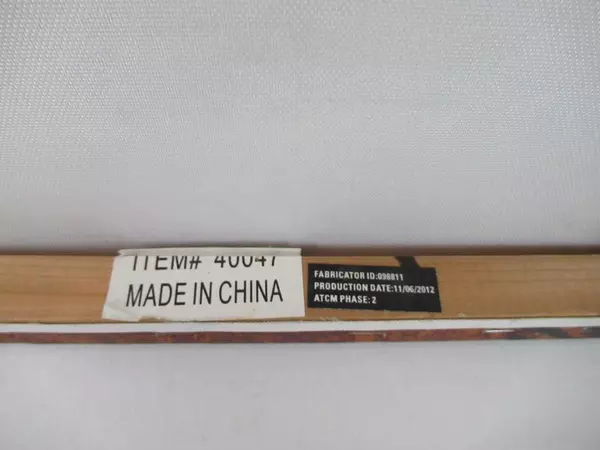 ITEM# 40047
MADE IN CHINA
FABRICATOR ID:098811
PRODUCTION DATE:11/06/2012
ATCM PHASE: 2